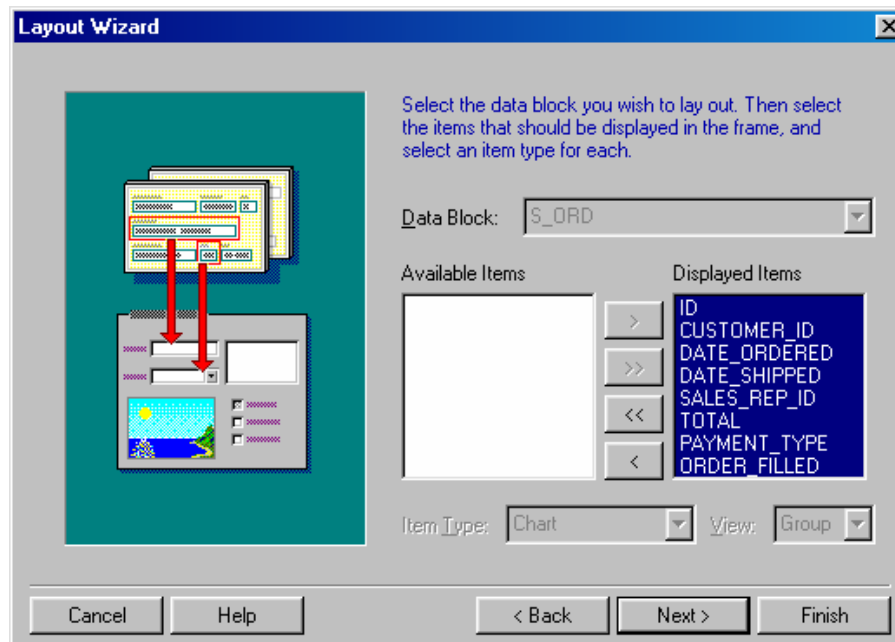 Layout Wizard
Select the data block you wish to lay out. Then select
the items that should be displayed in the frame, and
select an item type for each.
Data Block: S_ORD
Available Items
Displayed Items
ID
CUSTOMER_ID
DATE_ORDERED
DATE_SHIPPED
SALES_REP_ID
TOTAL
PAYMENT_TYPE
ORDER_FILLED
>
>>
<<
<
Item Type: Chart View: Group
Cancel Help < Back Next > Finish